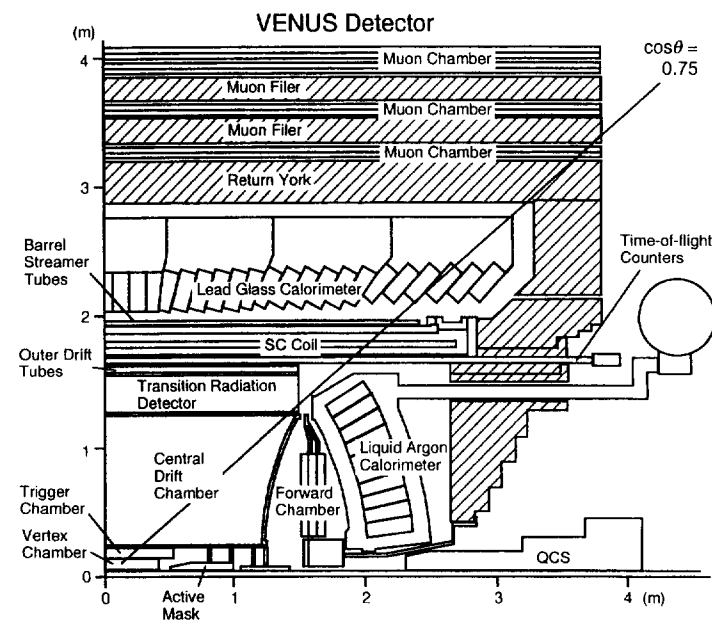 VENUS Detector
(m)
4
3
2
1
0
cosθ =
0.75
Muon Chamber
Muon Filer
Muon Chamber
Muon Filer
Muon Chamber
Return York
Barrel
Streamer
Tubes
Lead Glass Calorimeter
Time-of-flight
Counters
SC Coil
Outer Drift
Tubes
Transition Radiation
Detector
Central
Drift
Chamber
Liquid Argon
Calorimeter
Forward
Chamber
Trigger
Chamber
Vertex
Chamber
Active
Mask
QCS
0
1
2
3
4 (m)